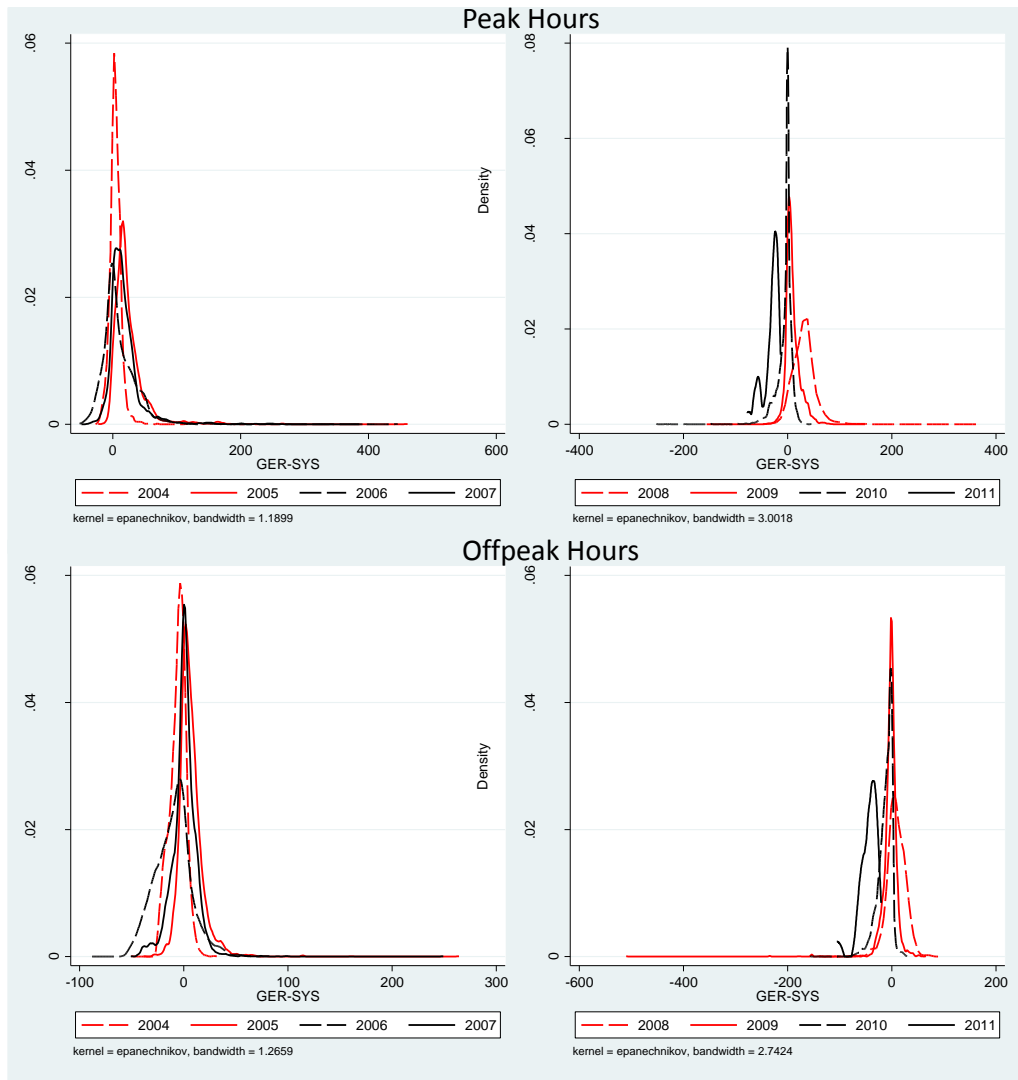 Peak Hours
0 .02 .04 .06
0 200 400 600
GER-SYS
2004 2005 2006 2007
kernel = epanechnikov, bandwidth = 1.1899
Density
0 .02 .04 .06 .08
-400 -200 0 200 400
GER-SYS
2008 2009 2010 2011
kernel = epanechnikov, bandwidth = 3.0018
Offpeak Hours
0 .02 .04 .06
-100 0 100 200 300
GER-SYS
2004 2005 2006 2007
kernel = epanechnikov, bandwidth = 1.2659
Density
0 .02 .04 .06
-600 -400 -200 0 200
GER-SYS
2008 2009 2010 2011
kernel = epanechnikov, bandwidth = 2.7424